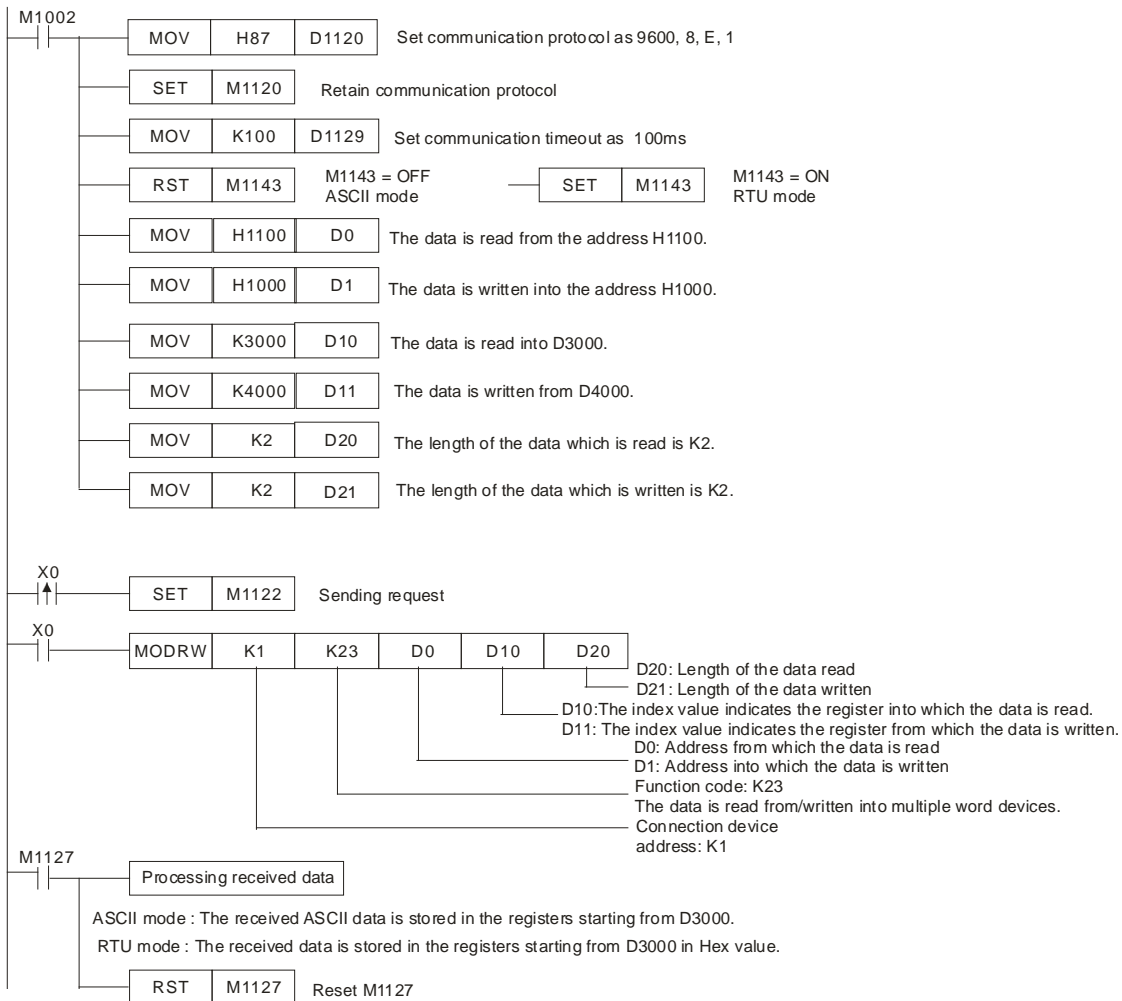 M1002
MOV H87 D1120 Set communication protocol as 9600, 8, E, 1
SET M1120 Retain communication protocol
MOV K100 D1129 Set communication timeout as 100ms
RST M1143 M1143 = OFF
ASCII mode
SET M1143 M1143 = ON
RTU mode
MOV H1100 D0 The data is read from the address H1100.
MOV H1000 D1 The data is written into the address H1000.
MOV K3000 D10 The data is read into D3000.
MOV K4000 D11 The data is written from D4000.
MOV K2 D20 The length of the data which is read is K2.
MOV K2 D21 The length of the data which is written is K2.
X0
SET M1122 Sending request
X0
MODRW K1 K23 D0 D10 D20
D20: Length of the data read
D21: Length of the data written
D10:The index value indicates the register into which the data is read.
D11: The index value indicates the register from which the data is written.
D0: Address from which the data is read
D1: Address into which the data is written
Function code: K23
The data is read from/written into multiple word devices.
Connection device
address: K1
M1127
Processing received data
ASCII mode : The received ASCII data is stored in the registers starting from D3000.
RTU mode : The received data is stored in the registers starting from D3000 in Hex value.
RST M1127 Reset M1127